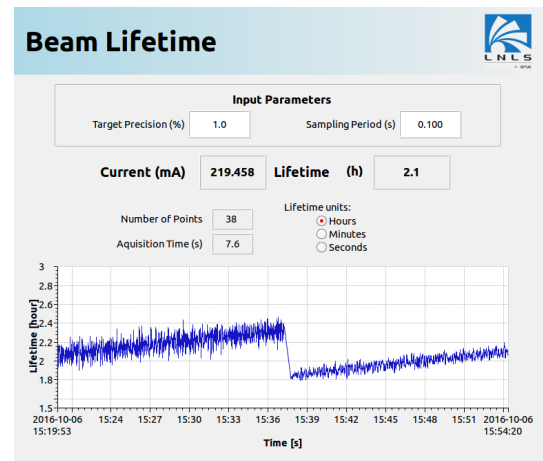 Beam Lifetime
LNLS
Input Parameters
Target Precision (%) 1.0 Sampling Period (s) 0.100
Current (mA) 219.458 Lifetime (h) 2.1
Number of Points 38
Aquisition Time (s) 7.6
Lifetime units:
Hours
Minutes
Seconds
Lifetime [hour]
3
2.8
2.6
2.4
2.2
2
1.8
1.5
2016-10-06 15:24 15:27 15:30 15:33 15:36 15:39 15:42 15:45 15:48 15:51 2016-10-06
15:19:53 15:54:20
Time [s]